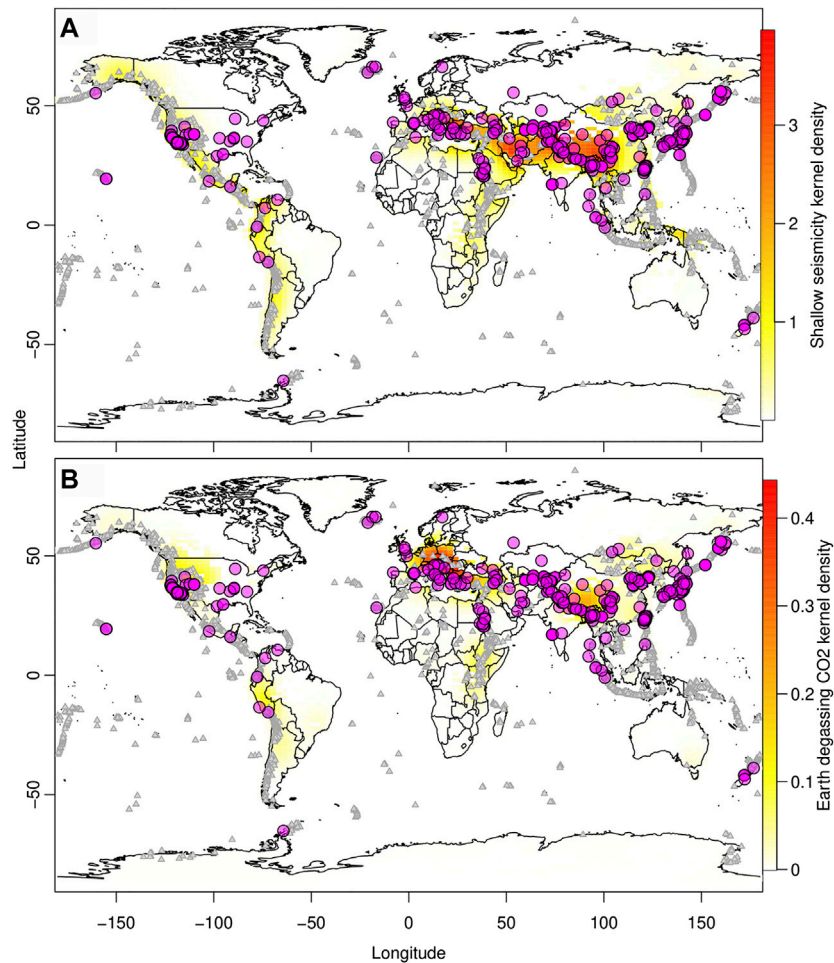 A
50
0
−50
3
2
1
Shallow seismicity kernel density
Latitude
B
50
0
−50
0.4
0.3
0.2
0.1
0
Earth degassing CO2 kernel density
−150 −100 −50 0 50 100 150
Longitude